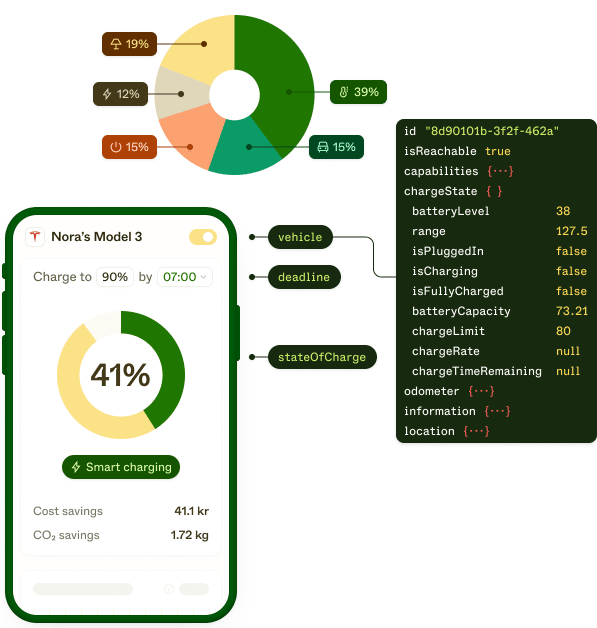 19%
39%
12%
15%
15%
id "8d90101b-3f2f-462a"
isReachable true
capabilities {···}
chargeState { }
batteryLevel 38
range 127.5
isPluggedIn false
isCharging false
isFullyCharged false
batteryCapacity 73.21
chargeLimit 80
chargeRate null
chargeTimeRemaining null
odometer {···}
information {···}
location {···}
Nora's Model 3
Charge to 90% by 07:00
41%
Smart charging
Cost savings 41.1 kr
CO₂ savings 1.72 kg
vehicle
deadline
stateOfCharge